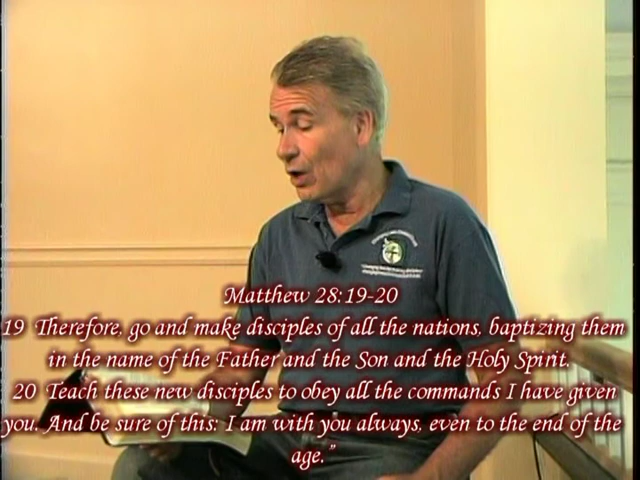 Matthew 28:19-20
19 Therefore, go and make disciples of all the nations, baptizing them
in the name of the Father and the Son and the Holy Spirit.
20 Teach these new disciples to obey all the commands I have given
you. And be sure of this: I am with you always, even to the end of the
age."